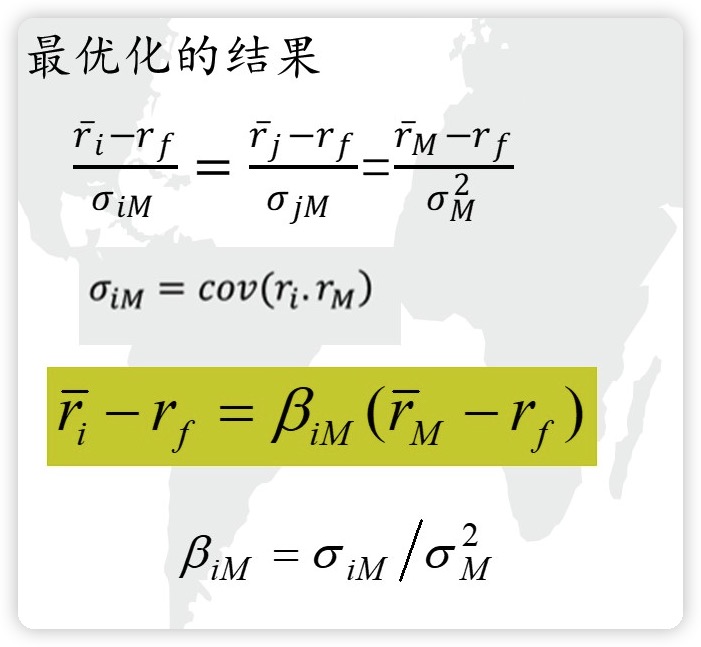 最优化的结果
$\frac{\bar{r}_i - r_f}{\sigma_{iM}} = \frac{\bar{r}_j - r_f}{\sigma_{jM}} = \frac{\bar{r}_M - r_f}{\sigma_M^2}$
$\sigma_{iM} = cov(r_i . r_M)$
$\bar{r}_i - r_f = \beta_{iM}(\bar{r}_M - r_f)$
$\beta_{iM} = \sigma_{iM} / \sigma_M^2$